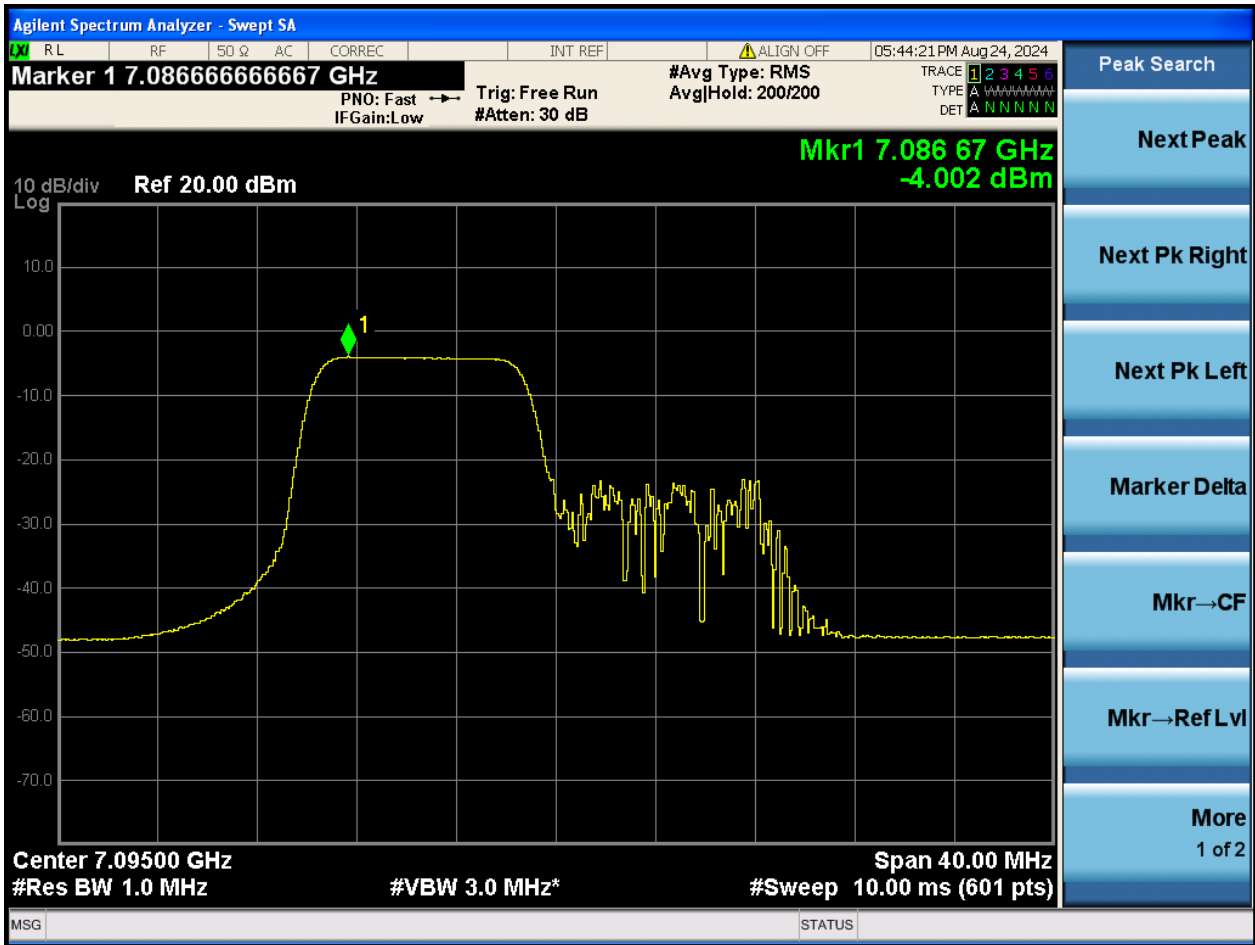 Agilent Spectrum Analyzer - Swept SA
LXI RL RF 50 Ω AC CORREC INT REF ALIGN OFF 05:44:21 PM Aug 24, 2024
Marker 1 7.086666666667 GHz
PNO: Fast
IFGain:Low
Trig: Free Run
#Atten: 30 dB
#Avg Type: RMS
Avg|Hold: 200/200
TRACE 1 2 3 4 5 6
TYPE A WWWWW
DET A N N N N N
Mkr1 7.086 67 GHz
-4.002 dBm
10 dB/div Ref 20.00 dBm
Log
10.0
0.00
-10.0
-20.0
-30.0
-40.0
-50.0
-60.0
-70.0
1
Center 7.09500 GHz Span 40.00 MHz
#Res BW 1.0 MHz #VBW 3.0 MHz* #Sweep 10.00 ms (601 pts)
MSG STATUS
Peak Search
Next Peak
Next Pk Right
Next Pk Left
Marker Delta
Mkr→CF
Mkr→Ref Lvl
More
1 of 2